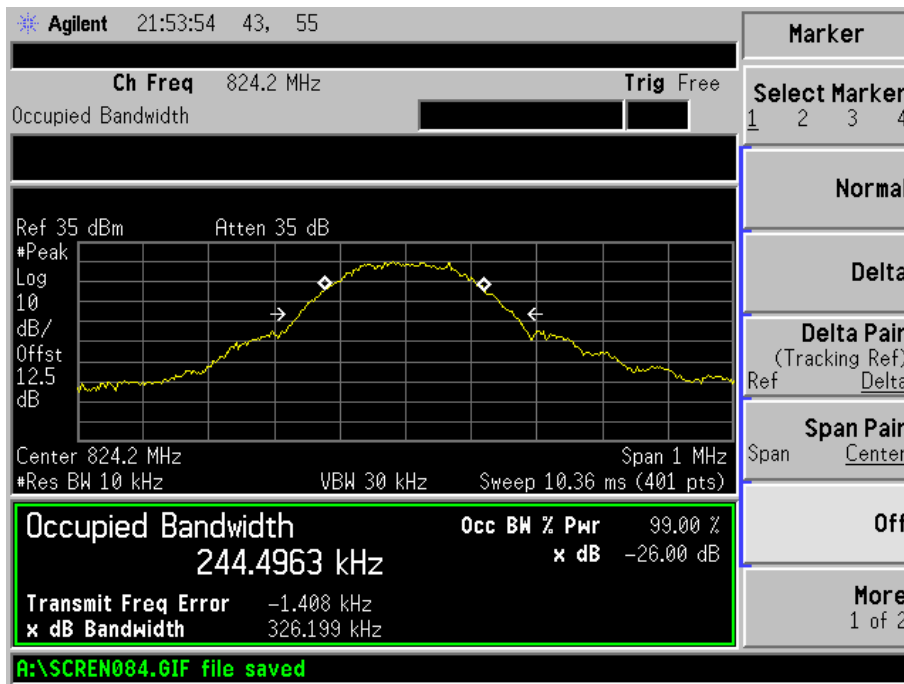 Agilent 21:53:54 43, 55
Marker
Ch Freq 824.2 MHz Trig Free
Occupied Bandwidth
Select Marker
1 2 3 4
Normal
Ref 35 dBm Atten 35 dB
#Peak
Log
10
dB/
Offst
12.5
dB
Delta
Delta Pair
(Tracking Ref)
Ref Delta
Center 824.2 MHz Span 1 MHz
#Res BW 10 kHz VBW 30 kHz Sweep 10.36 ms (401 pts)
Span Pair
Span Center
Occupied Bandwidth Occ BW % Pwr 99.00 %
244.4963 kHz x dB -26.00 dB
Off
Transmit Freq Error -1.408 kHz
x dB Bandwidth 326.199 kHz
More
1 of 2
A:\SCREN084.GIF file saved